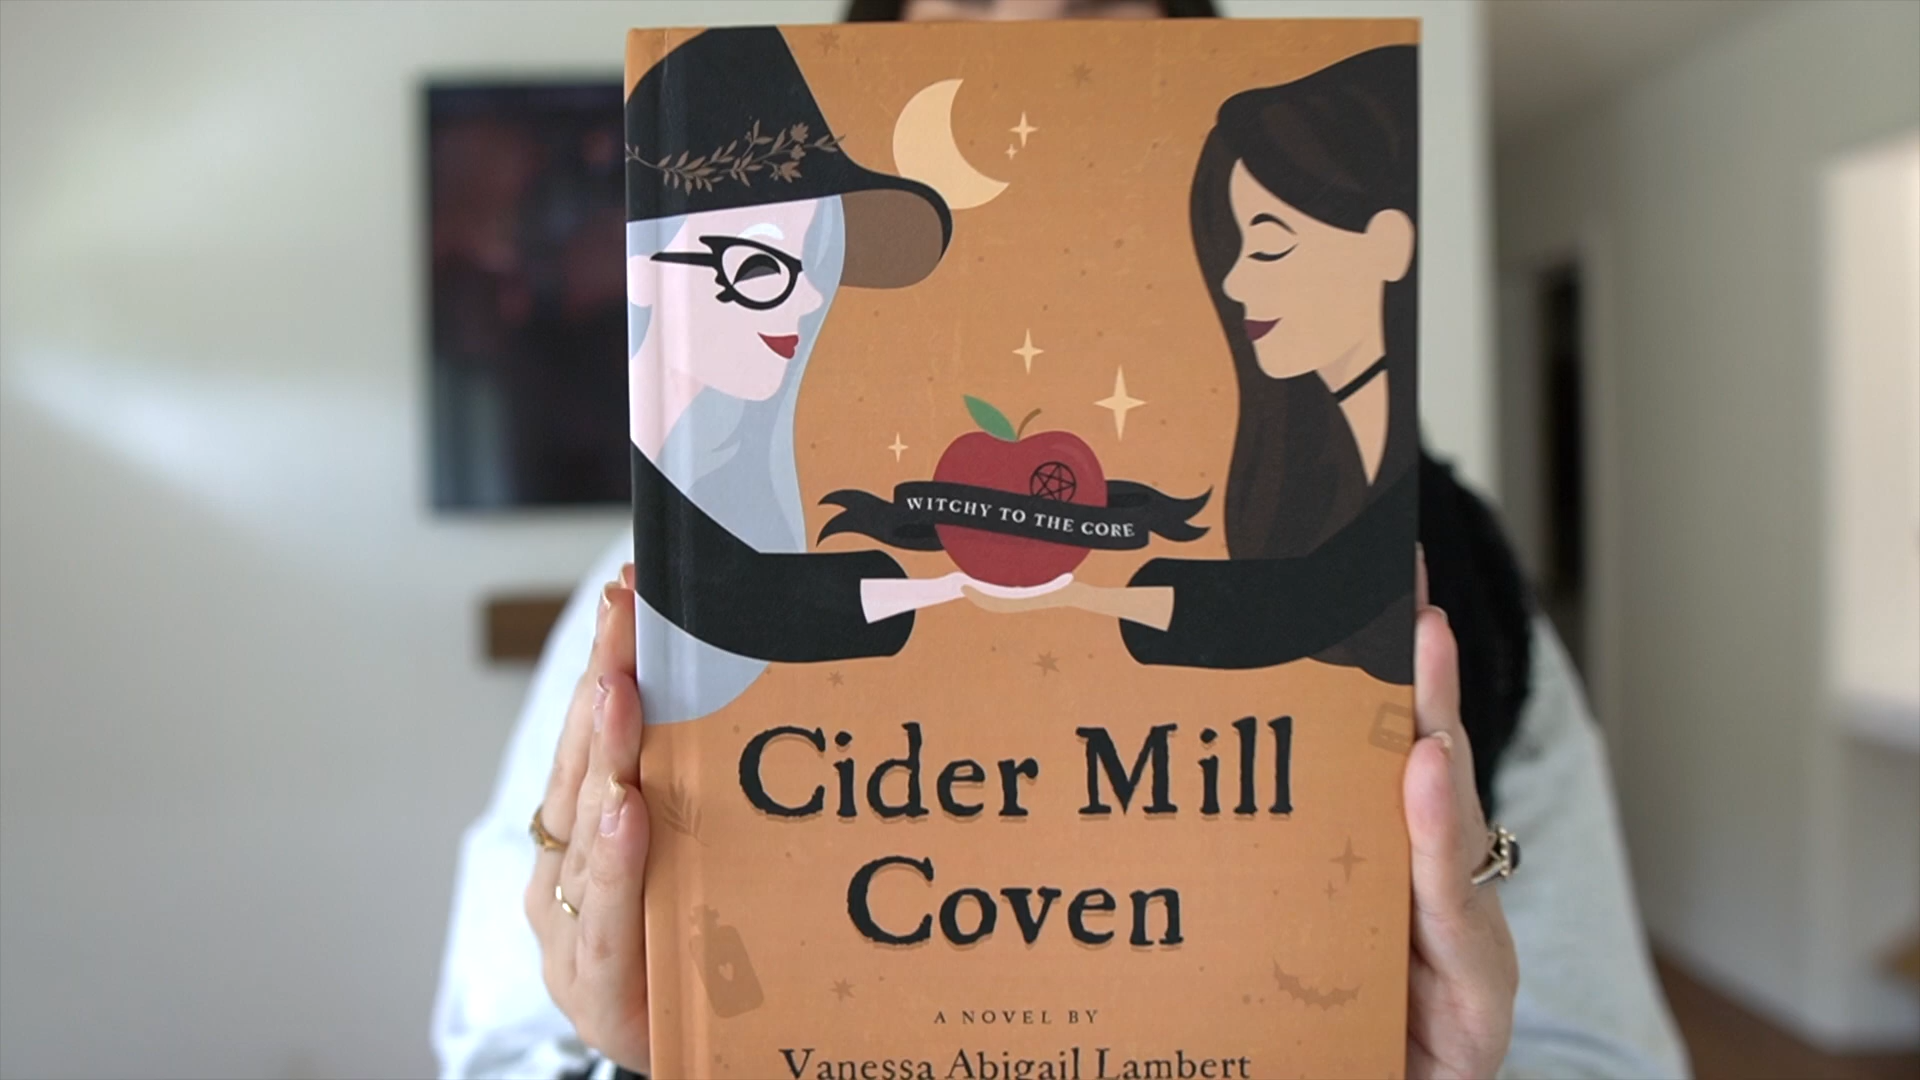 WITCHY TO THE CORE
Cider Mill
Coven
A NOVEL BY
Vanessa Abigail Lambert